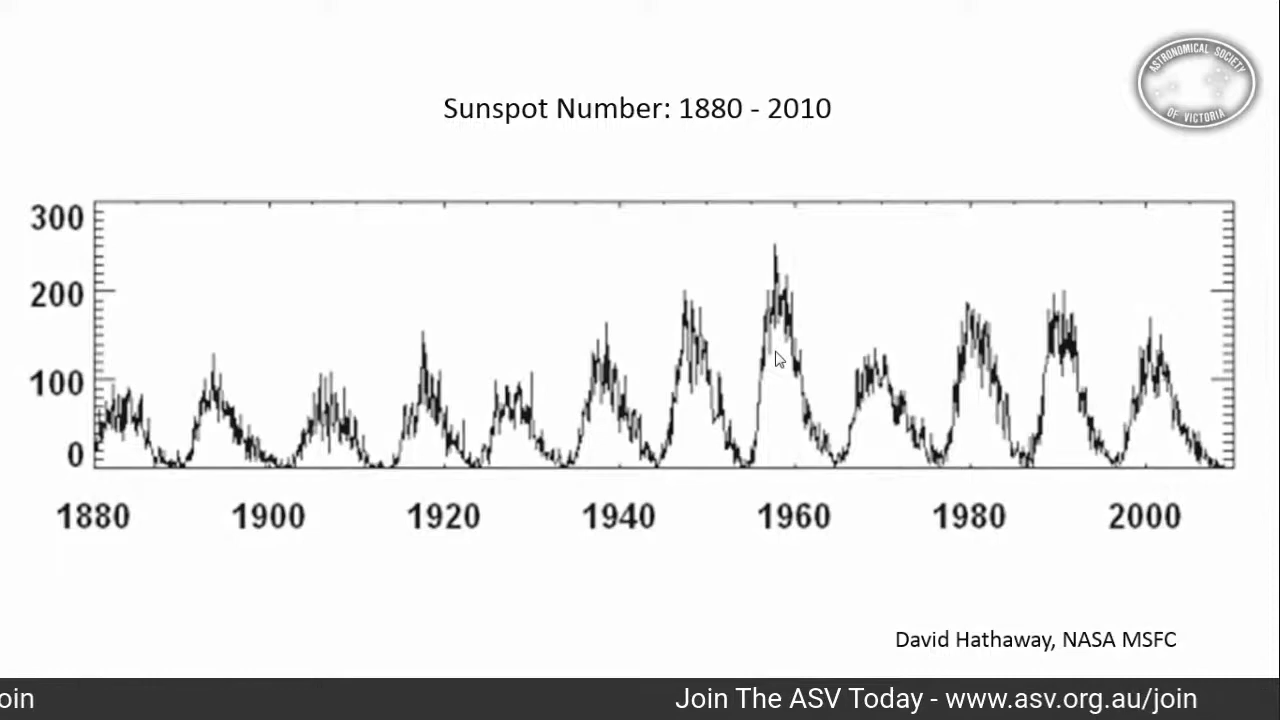 ASTRONOMICAL SOCIETY
OF VICTORIA
Sunspot Number: 1880 - 2010
300
200
100
0
1880 1900 1920 1940 1960 1980 2000
David Hathaway, NASA MSFC
oin Join The ASV Today - www.asv.org.au/join